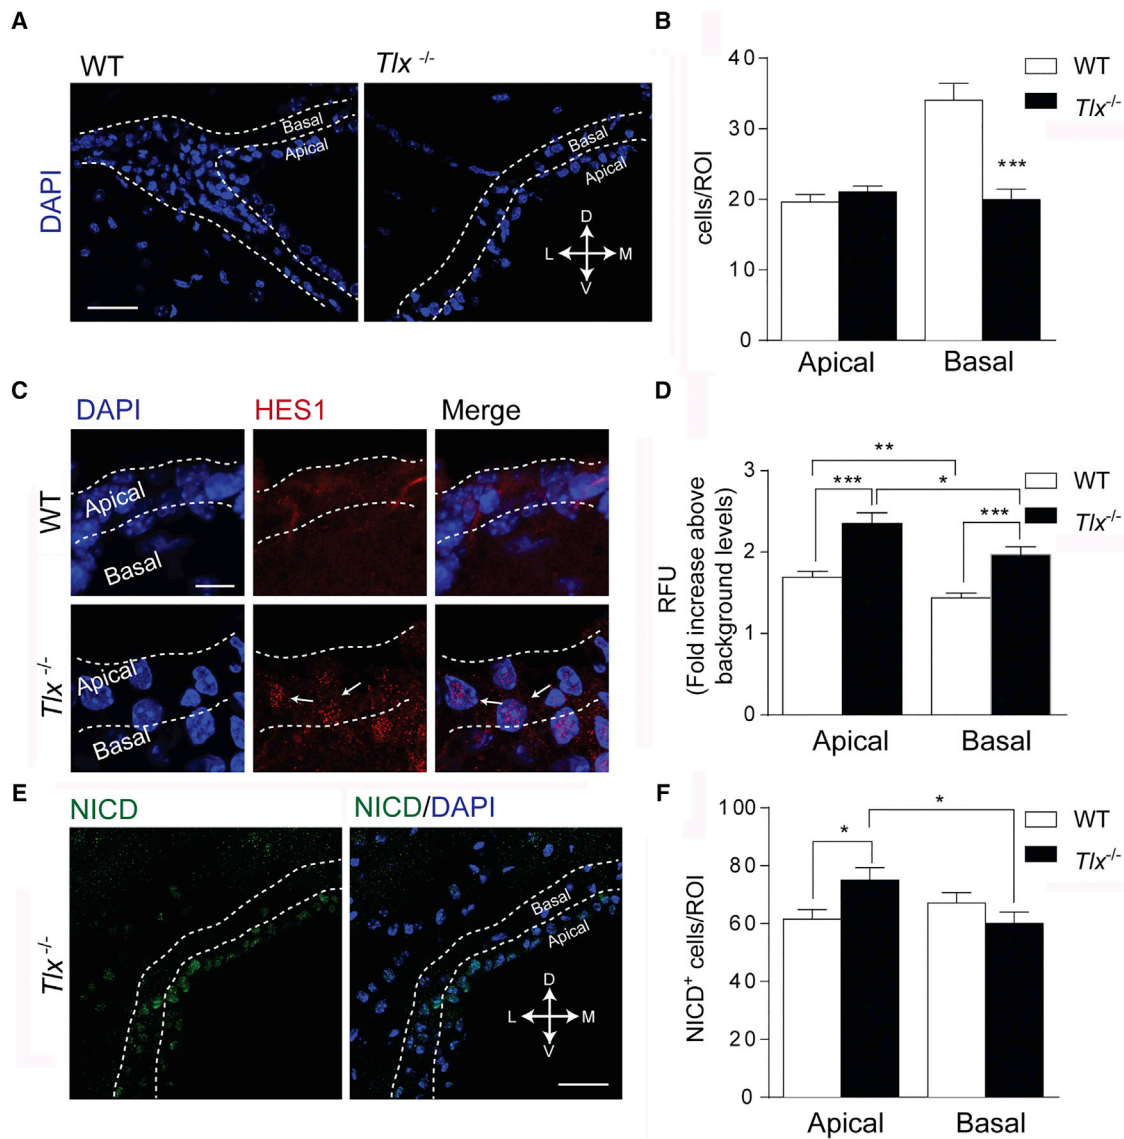 A
WT
Tlx -/-
DAPI
Basal
Apical
Basal
Apical
D
L
M
V
B
cells/ROI
40
30
20
10
0
***
Apical
Basal
WT
Tlx-/-
C
DAPI
HES1
Merge
WT
Apical
Basal
Tlx -/-
Apical
Basal
D
RFU
(Fold increase above
background levels)
3
2
1
0
**
***
*
***
Apical
Basal
WT
Tlx-/-
E
NICD
NICD/DAPI
Tlx -/-
Basal
Apical
D
L
M
V
F
NICD+ cells/ROI
100
80
60
40
20
0
*
*
Apical
Basal
WT
Tlx-/-